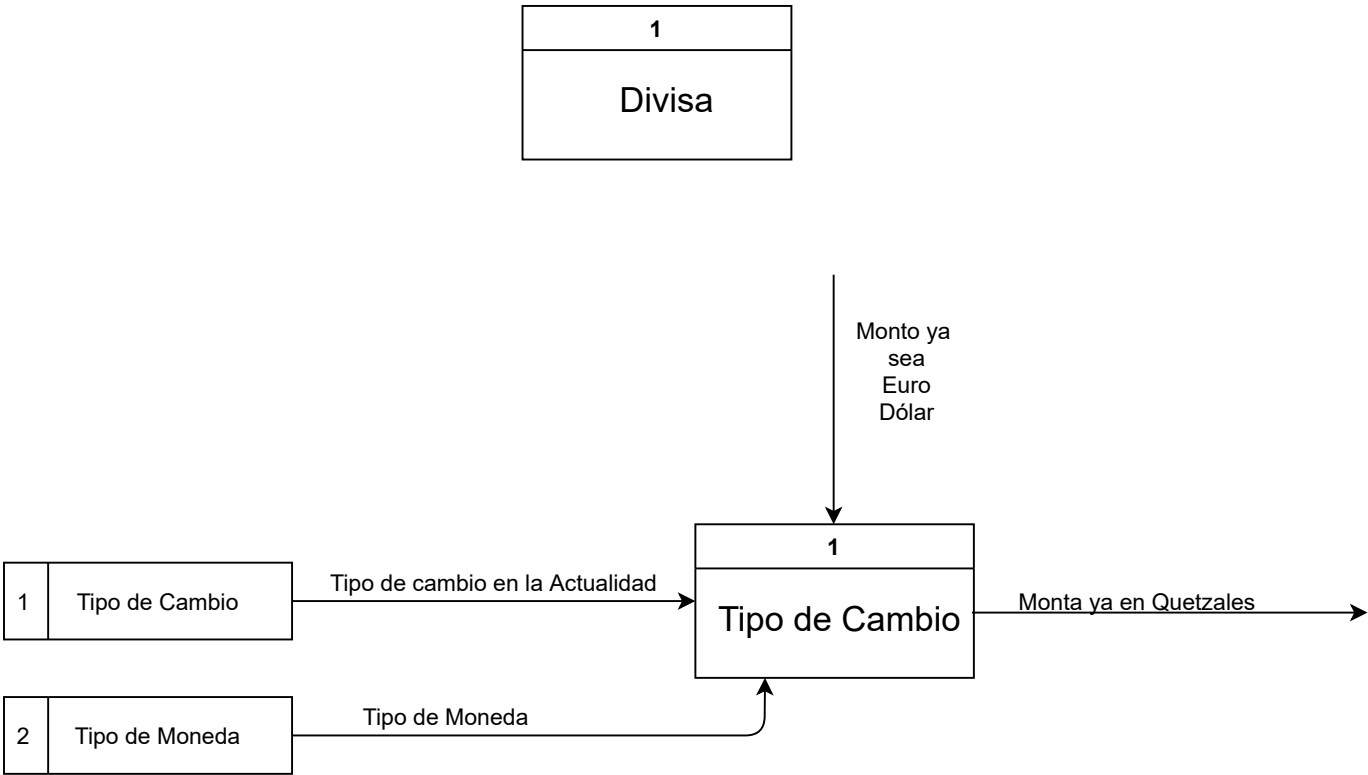 1
Divisa
Monto ya
sea
Euro
Dólar
1
Tipo de Cambio
1
Tipo de Cambio
Tipo de cambio en la Actualidad
Monta ya en Quetzales
2
Tipo de Moneda
Tipo de Moneda